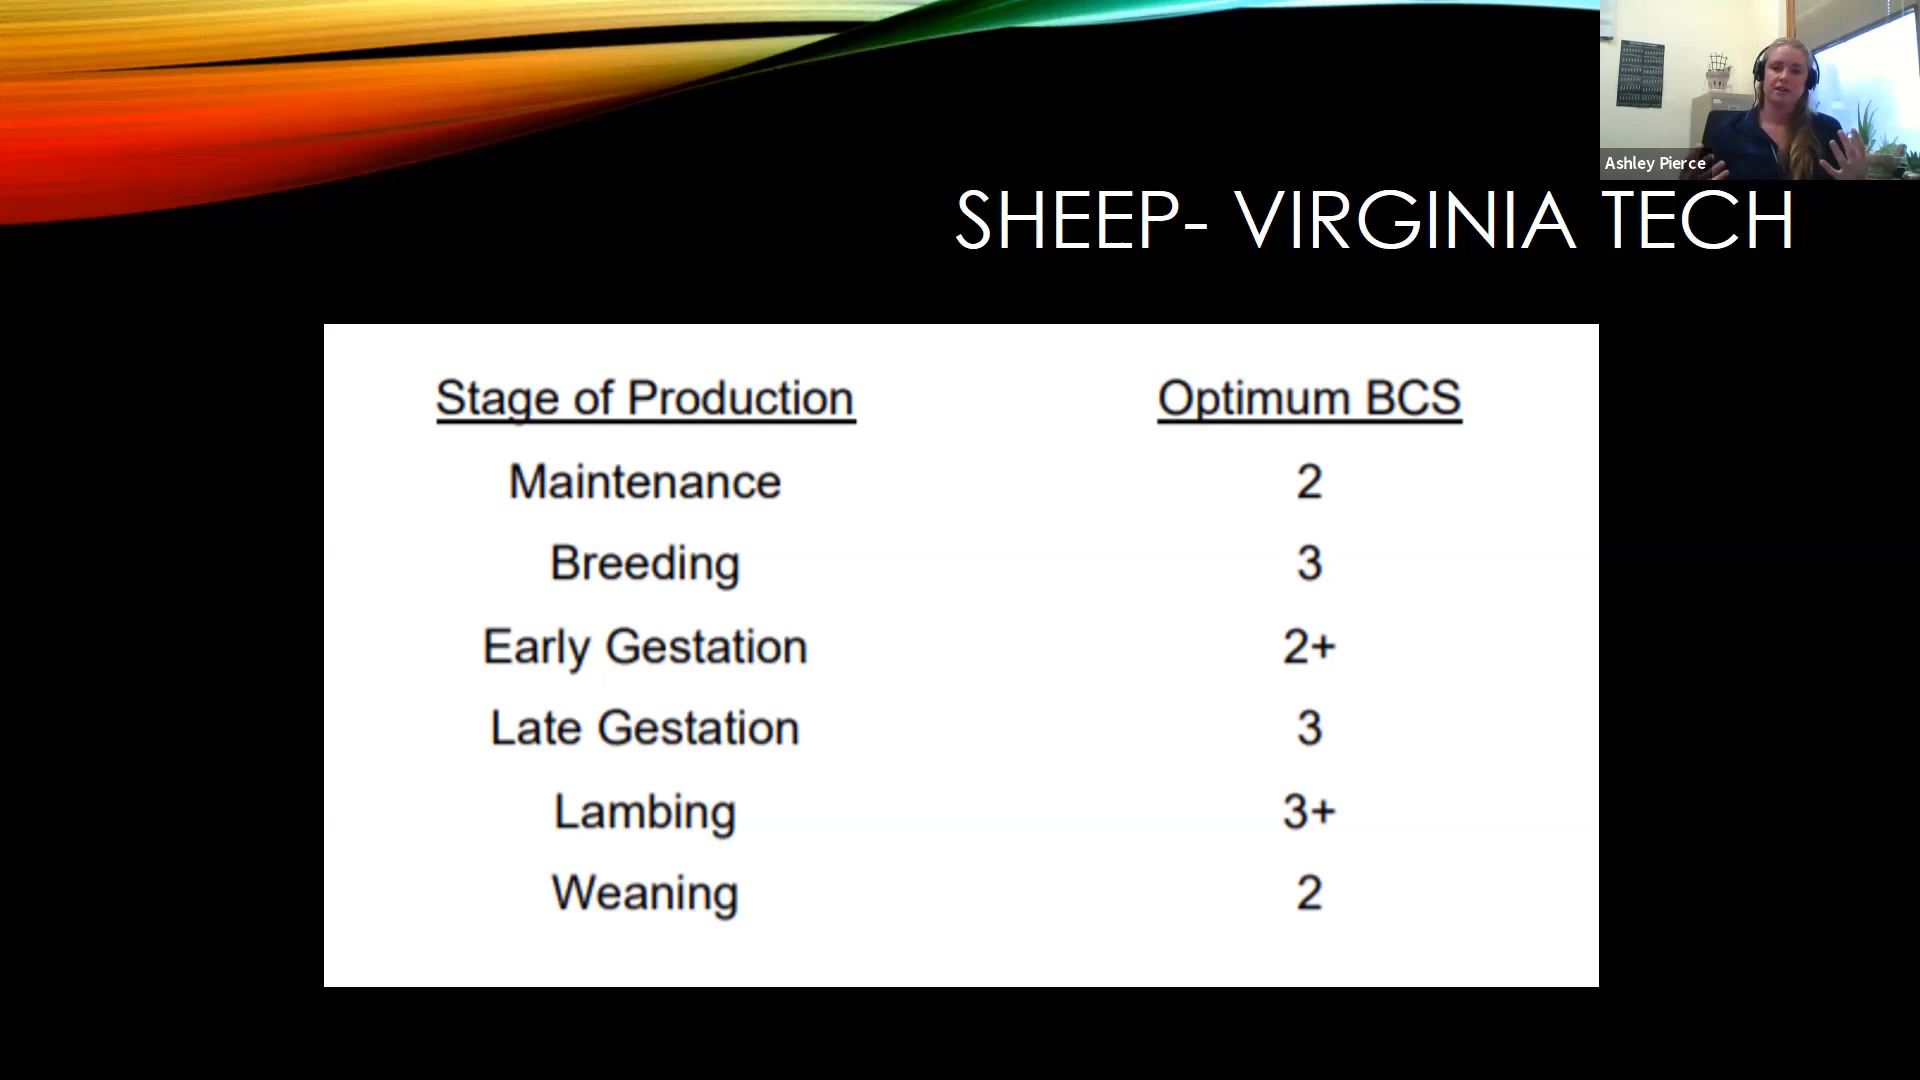 Ashley Pierce
SHEEP- VIRGINIA TECH
Stage of Production Optimum BCS
Maintenance 2
Breeding 3
Early Gestation 2+
Late Gestation 3
Lambing 3+
Weaning 2